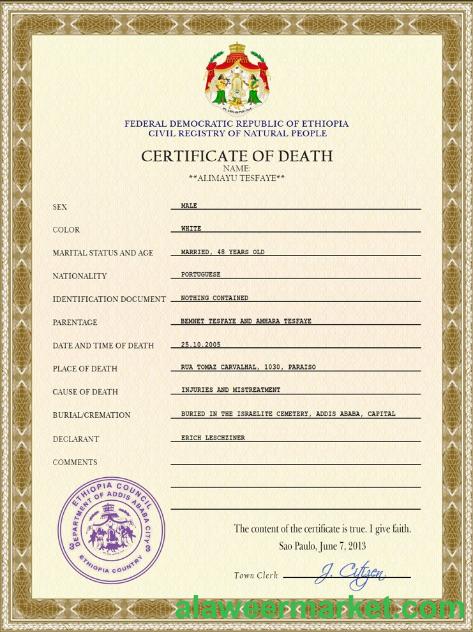 FEDERAL DEMOCRATIC REPUBLIC OF ETHIOPIA
CIVIL REGISTRY OF NATURAL PEOPLE
CERTIFICATE OF DEATH
NAME:
**ALIMAYU TESFAYE**
SEX MALE
COLOR WHITE
MARITAL STATUS AND AGE MARRIED, 48 YEARS OLD
NATIONALITY PORTUGUESE
IDENTIFICATION DOCUMENT NOTHING CONTAINED
PARENTAGE BEMNET TESFAYE AND AMHARA TESFAYE
DATE AND TIME OF DEATH 25.10.2005
PLACE OF DEATH RUA TOMAZ CARVALHAL, 1030, PARAISO
CAUSE OF DEATH INJURIES AND MISTREATMENT
BURIAL/CREMATION BURIED IN THE ISRAELITE CEMETERY, ADDIS ABABA, CAPITAL
DECLARANT ERICH LESCHZINER
COMMENTS
ETHIOPIA COUNCIL
DEPARTMENT OF ADDIS ABABA CITY
ETHIOPIA COUNTRY
The content of the certificate is true. I give faith.
Sao Paulo, June 7, 2013
Town Clerk J. Citizen
alaweermarket.com